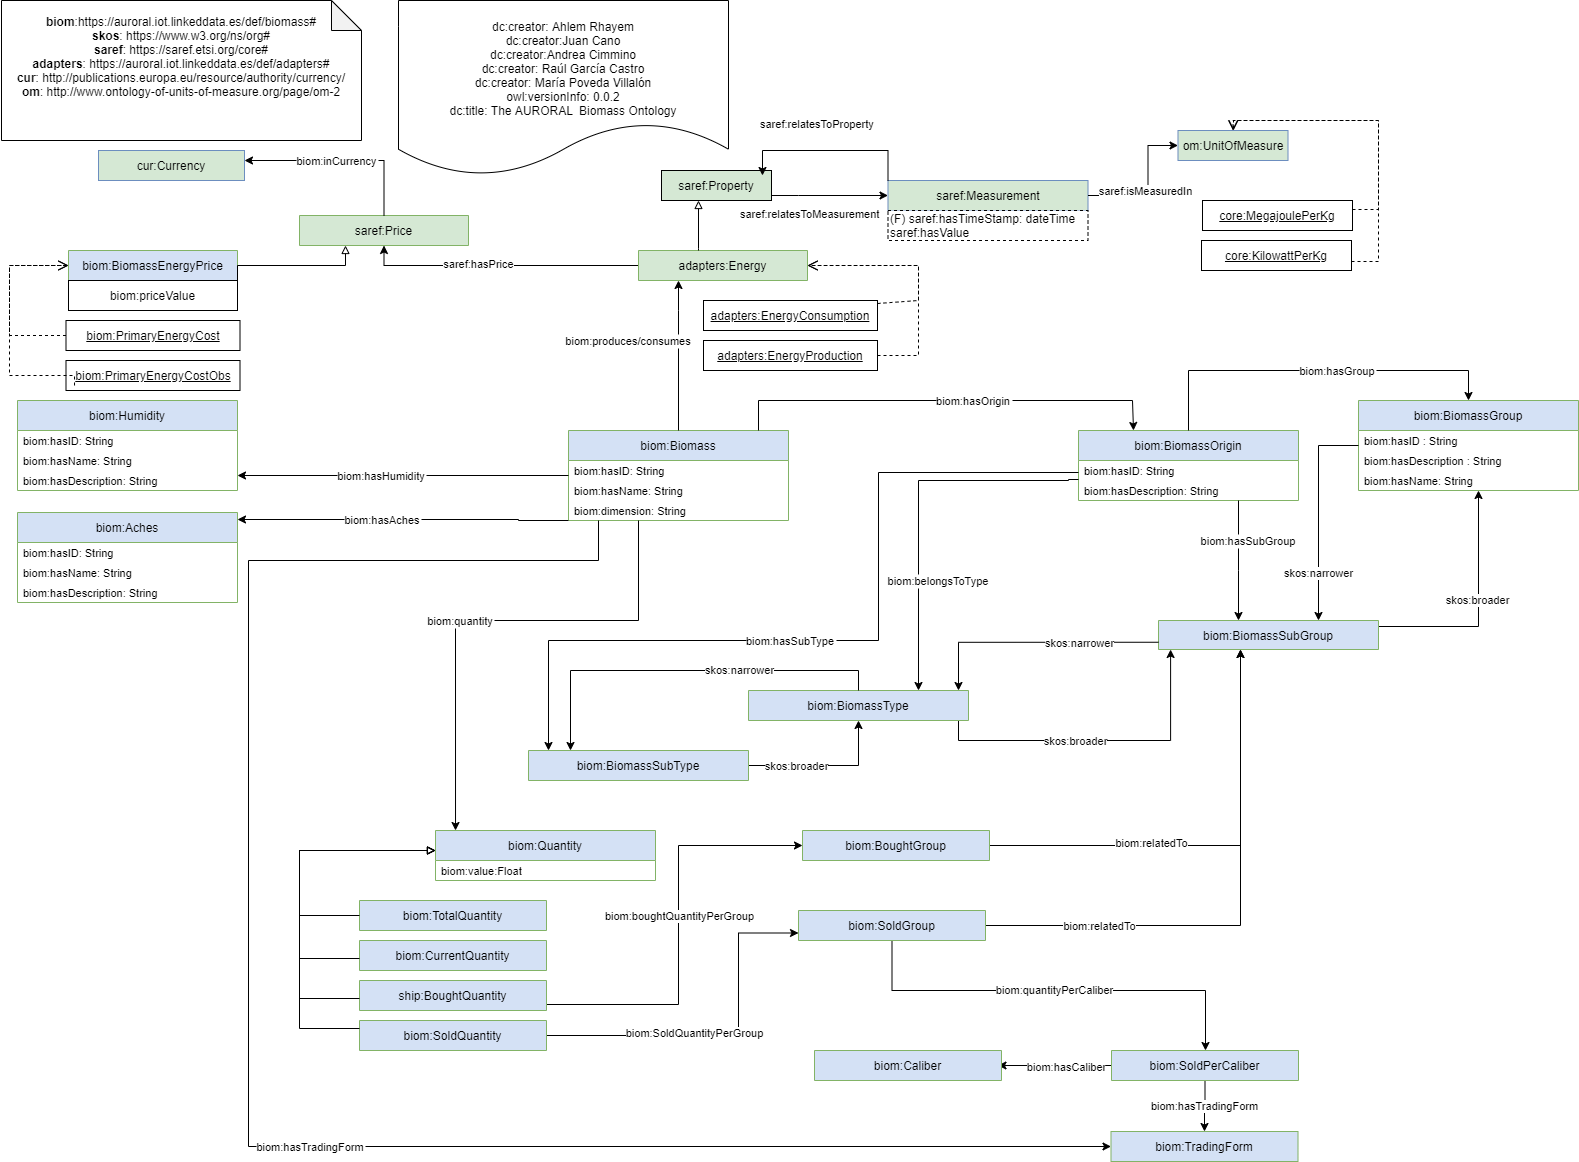 biom:https://auroral.iot.linkeddata.es/def/biomass#
skos: https://www.w3.org/ns/org#
saref: https://saref.etsi.org/core#
adapters: https://auroral.iot.linkeddata.es/def/adapters#
cur: http://publications.europa.eu/resource/authority/currency/
om: http://www.ontology-of-units-of-measure.org/page/om-2
dc:creator: Ahlem Rhayem
dc:creator:Juan Cano
dc:creator:Andrea Cimmino
dc:creator: Raúl García Castro
dc:creator: María Poveda Villalón
owl:versionInfo: 0.0.2
dc:title: The AURORAL  Biomass Ontology
saref:relatesToProperty
om:UnitOfMeasure
cur:Currency
biom:inCurrency
saref:Property
saref:Measurement
saref:isMeasuredIn
saref:relatesToMeasurement
(F) saref:hasTimeStamp: dateTime
saref:hasValue
core:MegajoulePerKg
core:KilowattPerKg
saref:Price
biom:BiomassEnergyPrice
saref:hasPrice
adapters:Energy
biom:priceValue
adapters:EnergyConsumption
biom:PrimaryEnergyCost
biom:produces/consumes
adapters:EnergyProduction
biom:PrimaryEnergyCostObs
biom:hasGroup
biom:hasOrigin
biom:Humidity
biom:hasID: String
biom:hasName: String
biom:hasDescription: String
biom:hasHumidity
biom:Biomass
biom:hasID: String
biom:hasName: String
biom:dimension: String
biom:BiomassOrigin
biom:hasID: String
biom:hasDescription: String
biom:BiomassGroup
biom:hasID : String
biom:hasDescription : String
biom:hasName: String
biom:Aches
biom:hasID: String
biom:hasName: String
biom:hasDescription: String
biom:hasAches
biom:hasSubGroup
skos:narrower
biom:belongsToType
skos:broader
biom:quantity
biom:hasSubType
skos:narrower
biom:BiomassSubGroup
skos:narrower
biom:BiomassType
skos:broader
biom:BiomassSubType
skos:broader
biom:Quantity
biom:value:Float
biom:BoughtGroup
biom:relatedTo
biom:TotalQuantity
biom:boughtQuantityPerGroup
biom:SoldGroup
biom:relatedTo
biom:CurrentQuantity
ship:BoughtQuantity
biom:quantityPerCaliber
biom:SoldQuantity
biom:SoldQuantityPerGroup
biom:Caliber
biom:hasCaliber
biom:SoldPerCaliber
biom:hasTradingForm
biom:hasTradingForm
biom:TradingForm